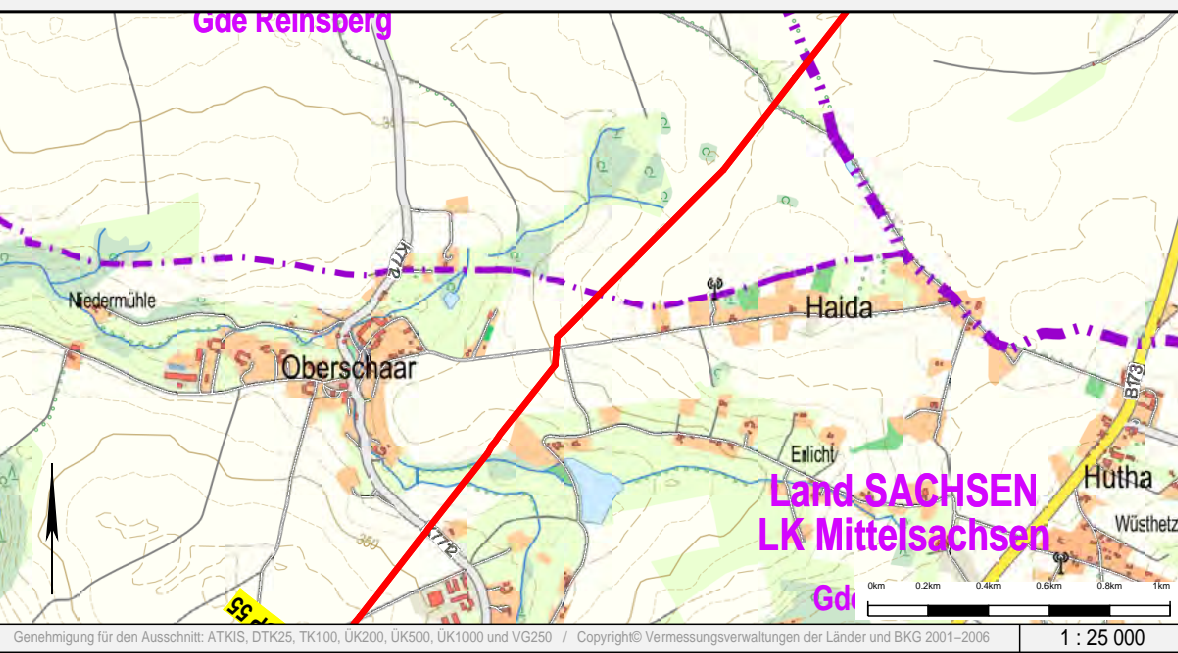 Gde Reinsberg
K7712
Niedermühle
Haida
Oberschaar
B173
Erlicht
Hutha
Land SACHSEN
LK Mittelsachsen
Wüsthetz
K7712
Gde
0km 0.2km 0.4km 0.6km 0.8km 1km
p 55
Genehmigung für den Ausschnitt: ATKIS, DTK25, TK100, ÜK200, ÜK500, ÜK1000 und VG250 / Copyright© Vermessungsverwaltungen der Länder und BKG 2001–2006
1 : 25 000